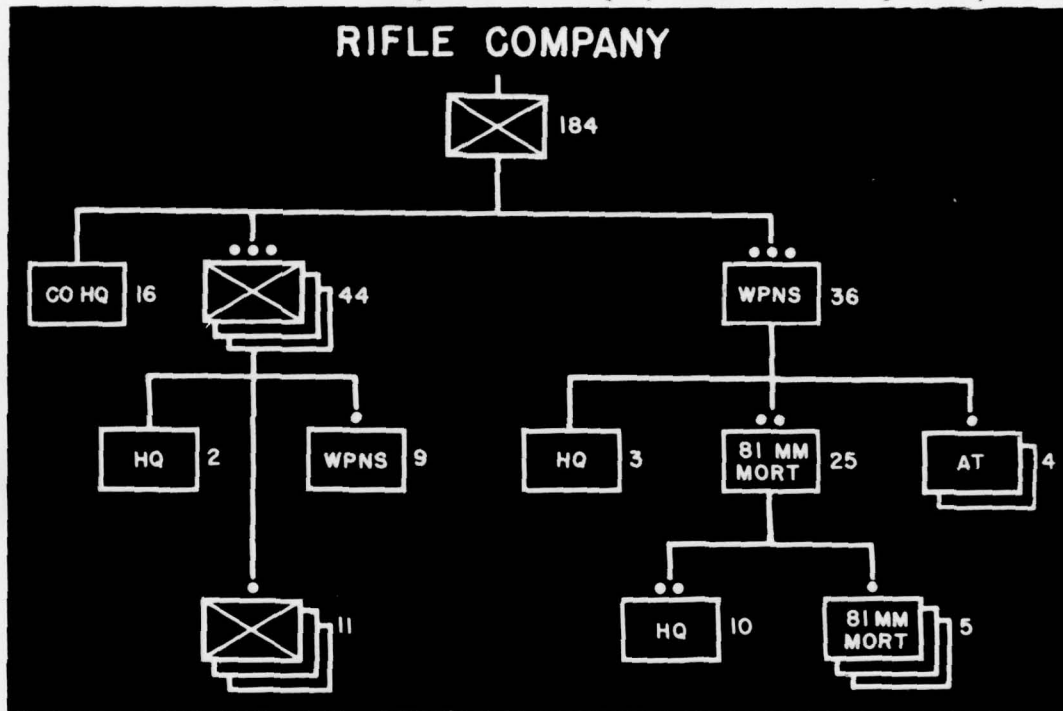 RIFLE COMPANY
184
CO HQ 16
44
WPNS 36
HQ 2
WPNS 9
HQ 3
81 MM
MORT 25
AT 4
11
HQ 10
81 MM
MORT 5